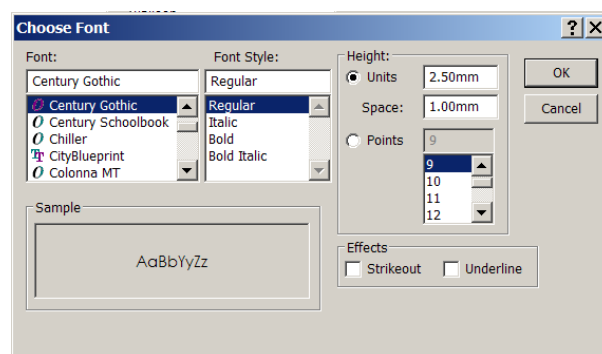 Choose Font
Font:
Century Gothic
Century Gothic
Century Schoolbook
Chiller
CityBlueprint
Colonna MT
Font Style:
Regular
Regular
Italic
Bold
Bold Italic
Height:
Units 2.50mm
Space: 1.00mm
Points 9
9
10
11
12
OK
Cancel
Sample
AaBbYyZz
Effects
Strikeout Underline